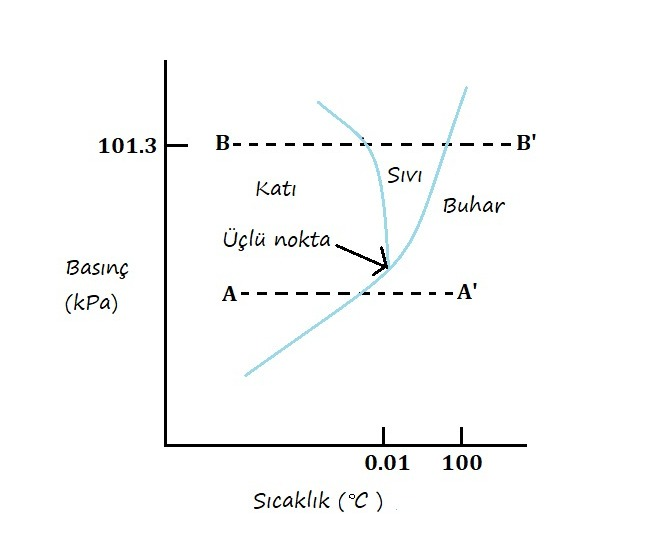 101.3
B
B'
Sıvı
Katı
Buhar
Üçlü nokta
Basınç
(kPa)
A
A'
0.01
100
Sıcaklık (°C )